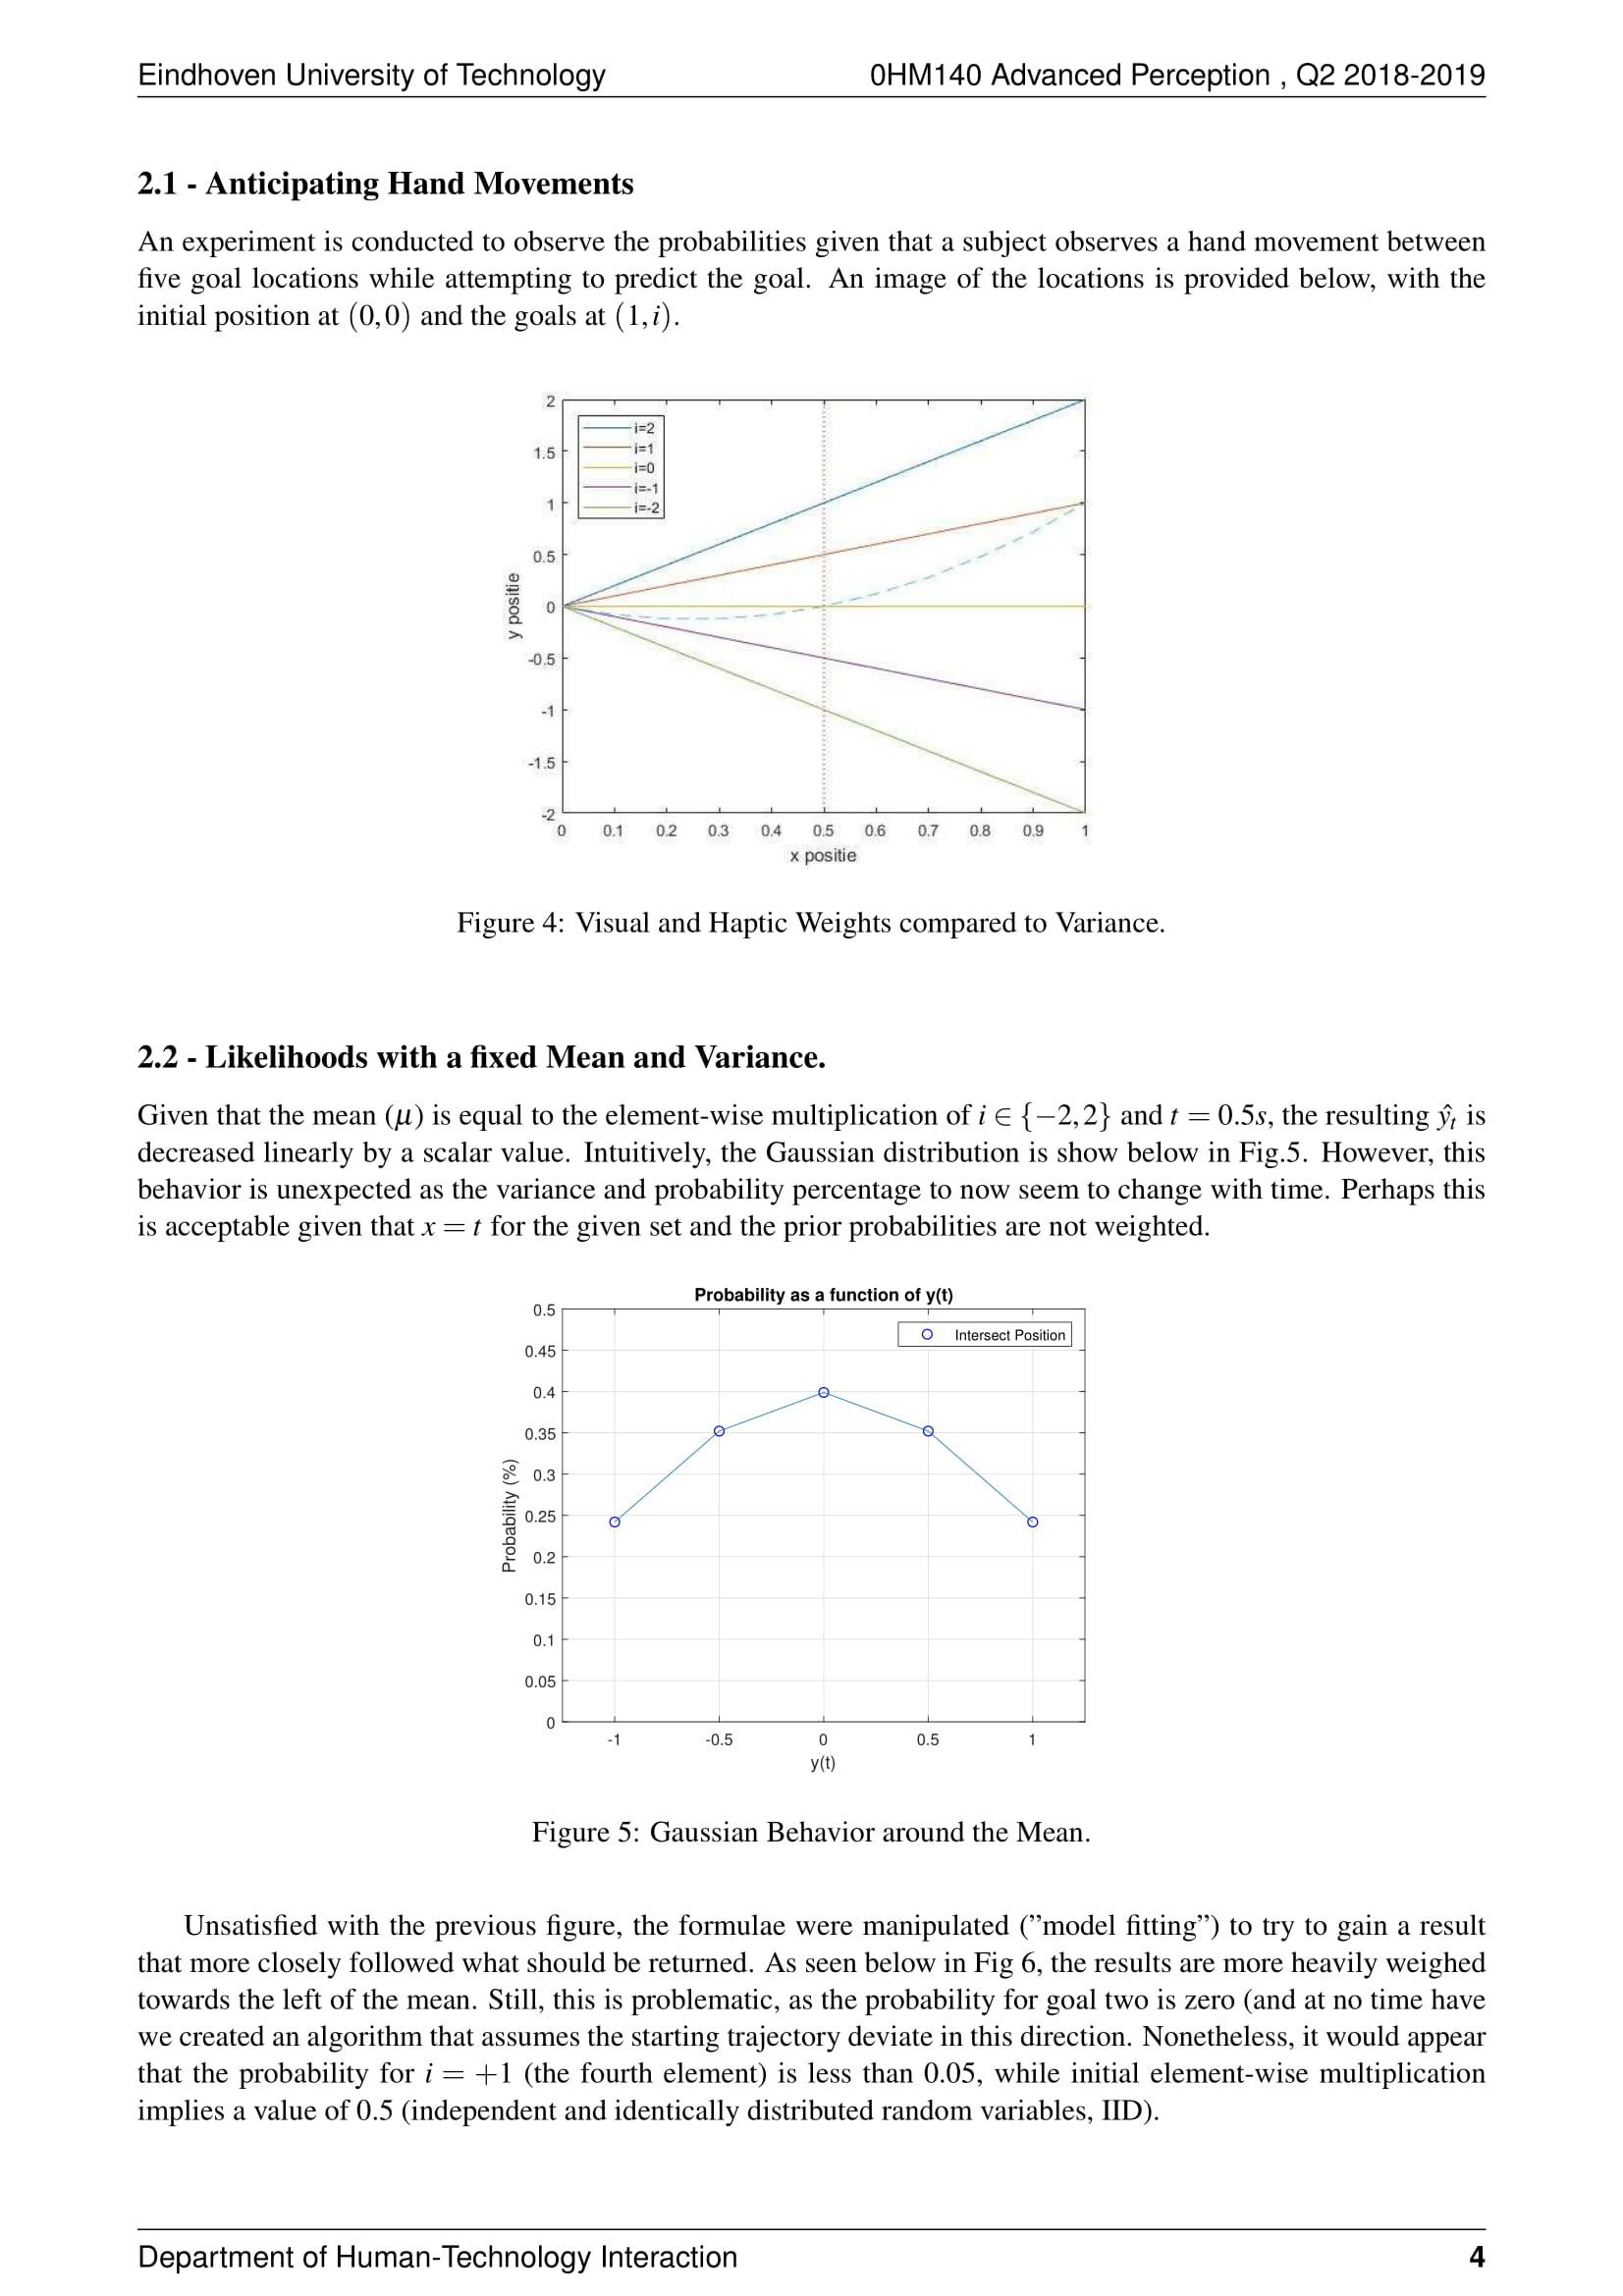 Eindhoven University of Technology 0HM140 Advanced Perception , Q2 2018-2019
2.1 - Anticipating Hand Movements
An experiment is conducted to observe the probabilities given that a subject observes a hand movement between
five goal locations while attempting to predict the goal. An image of the locations is provided below, with the
initial position at (0,0) and the goals at (1,i).
2
1.5
1
0.5
0
-0.5
-1
-1.5
-2
y positie
i=2
i=1
i=0
i=-1
i=-2
0 0.1 0.2 0.3 0.4 0.5 0.6 0.7 0.8 0.9 1
x positie
Figure 4: Visual and Haptic Weights compared to Variance.
2.2 - Likelihoods with a fixed Mean and Variance.
Given that the mean (μ) is equal to the element-wise multiplication of i ∈ {−2,2} and t = 0.5s, the resulting ŷₜ is
decreased linearly by a scalar value. Intuitively, the Gaussian distribution is show below in Fig.5. However, this
behavior is unexpected as the variance and probability percentage to now seem to change with time. Perhaps this
is acceptable given that x = t for the given set and the prior probabilities are not weighted.
Probability as a function of y(t)
0.5
0.45
0.4
0.35
0.3
0.25
0.2
0.15
0.1
0.05
0
Probability (%)
Intersect Position
-1 -0.5 0 0.5 1
y(t)
Figure 5: Gaussian Behavior around the Mean.
Unsatisfied with the previous figure, the formulae were manipulated (”model fitting”) to try to gain a result
that more closely followed what should be returned. As seen below in Fig 6, the results are more heavily weighed
towards the left of the mean. Still, this is problematic, as the probability for goal two is zero (and at no time have
we created an algorithm that assumes the starting trajectory deviate in this direction. Nonetheless, it would appear
that the probability for i = +1 (the fourth element) is less than 0.05, while initial element-wise multiplication
implies a value of 0.5 (independent and identically distributed random variables, IID).
Department of Human-Technology Interaction 4